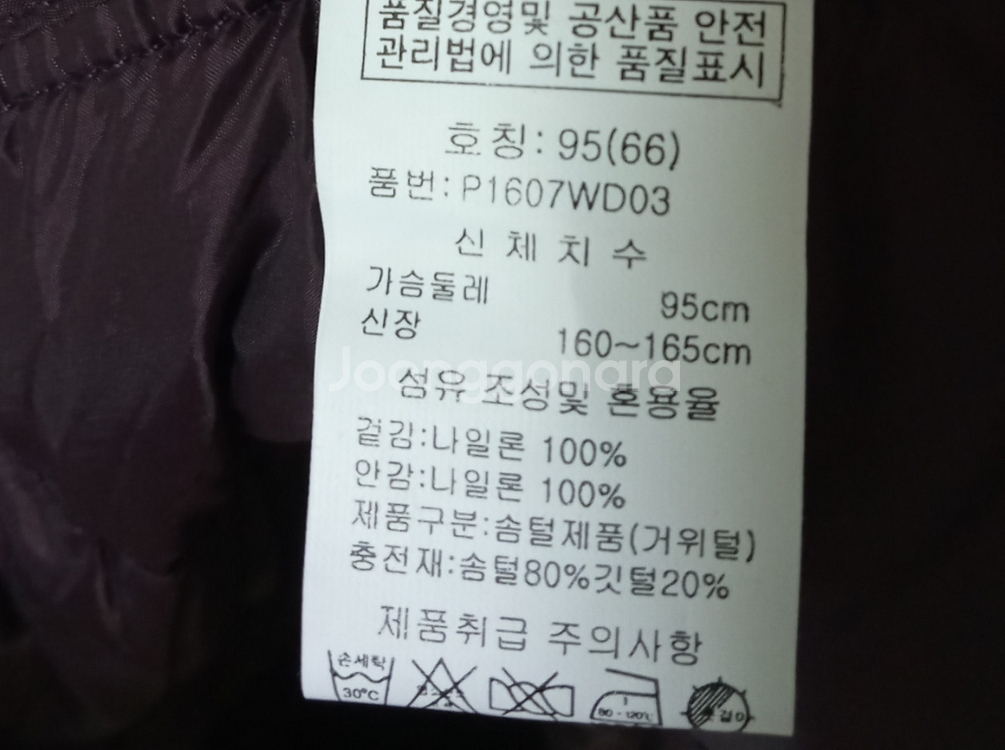 품질경영및 공산품 안전
관리법에 의한 품질표시
호칭: 95(66)
품번: P1607WD03
신체치수
가슴둘레 95cm
신장 160~165cm
Joonggonara
섬유 조성및 혼용율
겉감:나일론 100%
안감:나일론 100%
제품구분:솜털제품(거위털)
충전재:솜털80%깃털20%
제품취급 주의사항
손세탁
30℃
80-120℃
옷걸이